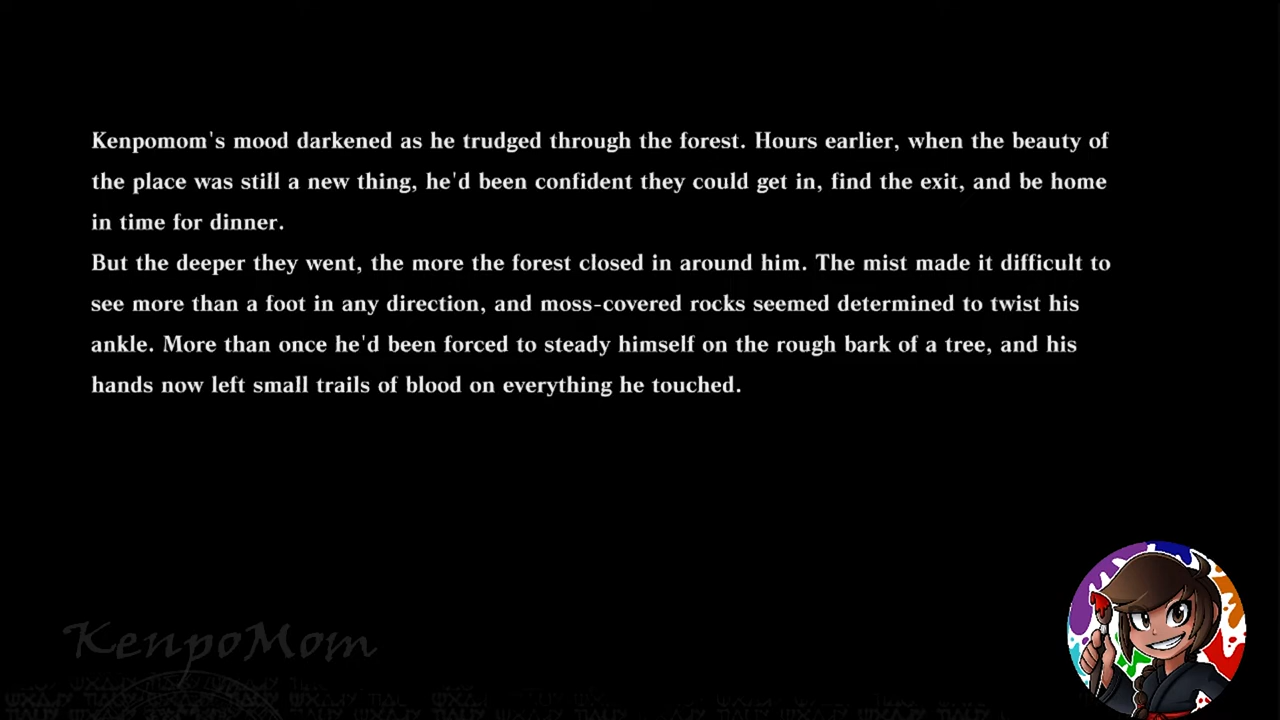 Kenpomom's mood darkened as he trudged through the forest. Hours earlier, when the beauty of
the place was still a new thing, he'd been confident they could get in, find the exit, and be home
in time for dinner.
But the deeper they went, the more the forest closed in around him. The mist made it difficult to
see more than a foot in any direction, and moss-covered rocks seemed determined to twist his
ankle. More than once he'd been forced to steady himself on the rough bark of a tree, and his
hands now left small trails of blood on everything he touched.
KenpoMom